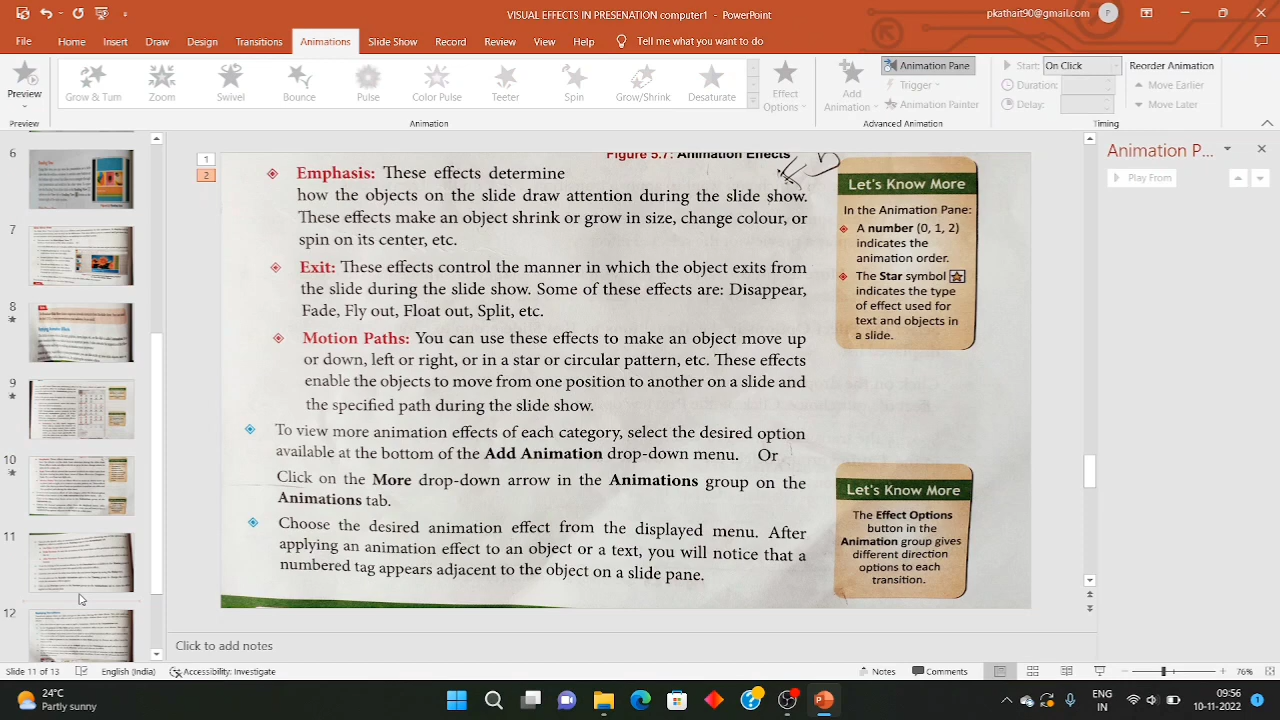 VISUAL EFFECTS IN PRESENTATION computer1 - PowerPoint
pkathait90@gmail.com
P
File Home Insert Draw Design Transitions Animations Slide Show Record Review View Help Tell me what you want to do
Preview
Grow & Turn Zoom Swivel Bounce Pulse Color Pulse Teeter Spin Grow/Shrink Desaturate
Effect Options
Add Animation
Animation Pane
Trigger
Animation Painter
Start: On Click
Duration:
Delay:
Reorder Animation
Move Earlier
Move Later
Preview Animation Advanced Animation Timing
6
7
8
9
10
11
12
1
2
Figure 5.7: Animation Effects
Emphasis: These effects determine
how the objects on the slide draw attention during the slide show.
These effects make an object shrink or grow in size, change colour, or
spin on its center, etc.
Exit: These effects control the manner in which the object exits from
the slide during the slide show. Some of these effects are: Disappear,
Fade, Fly out, Float out, Split, etc.
Motion Paths: You can use these effects to make an object move up
or down, left or right, or in a star or circular pattern, etc. These effects
enable the objects to move from one position to another on a slide along
the specified path during the slide show.
To view more animation effects for each category, select the desired option
available at the bottom of the Add Animation drop-down menu. Or
Click on the More drop-down arrow in the Animations group on the
Animations tab.
Choose the desired animation effect from the displayed menu. After
applying an animation effect to an object or a text, you will notice that a
numbered tag appears adjacent to the object on a slide pane.
Let's Know More
In the Animation Pane:
A number (0, 1, 2)
indicates the
animation order.
The Star symbol
indicates the type
of effect used for
text and objects in
a slide.
Let's Know More
The Effect Options
button in the
Animation group gives
different direction
options to each
transition.
Animation P...
Play From
Click to add notes
Slide 11 of 13 English (India) Accessibility: Investigate Notes Comments 76%
24°C
Partly sunny
ENG
IN
09:56
10-11-2022